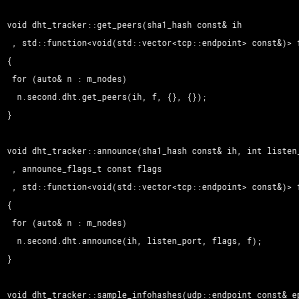 void dht_tracker::get_peers(sha1_hash const& ih
, std::function<void(std::vector<tcp::endpoint> const&)>
{
for (auto& n : m_nodes)
n.second.dht.get_peers(ih, f, {}, {});
}
void dht_tracker::announce(sha1_hash const& ih, int listen_
, announce_flags_t const flags
, std::function<void(std::vector<tcp::endpoint> const&)>
{
for (auto& n : m_nodes)
n.second.dht.announce(ih, listen_port, flags, f);
}
void dht_tracker::sample_infohashes(udp::endpoint const& ep